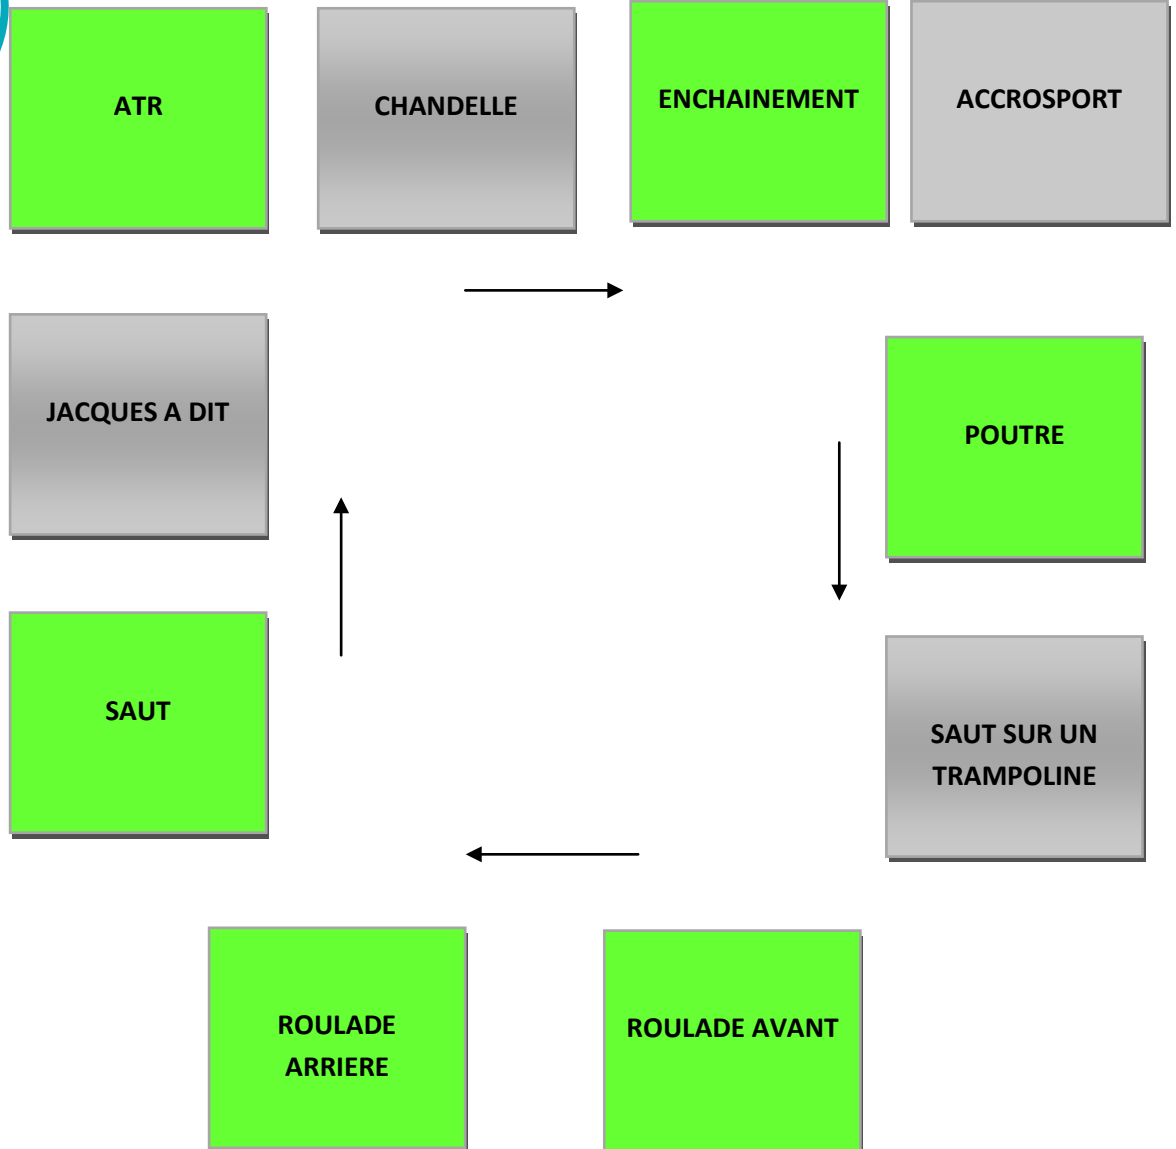 ATR
CHANDELLE
ENCHAINEMENT
ACCROSPORT
JACQUES A DIT
POUTRE
SAUT
SAUT SUR UN
TRAMPOLINE
ROULADE
ARRIERE
ROULADE AVANT